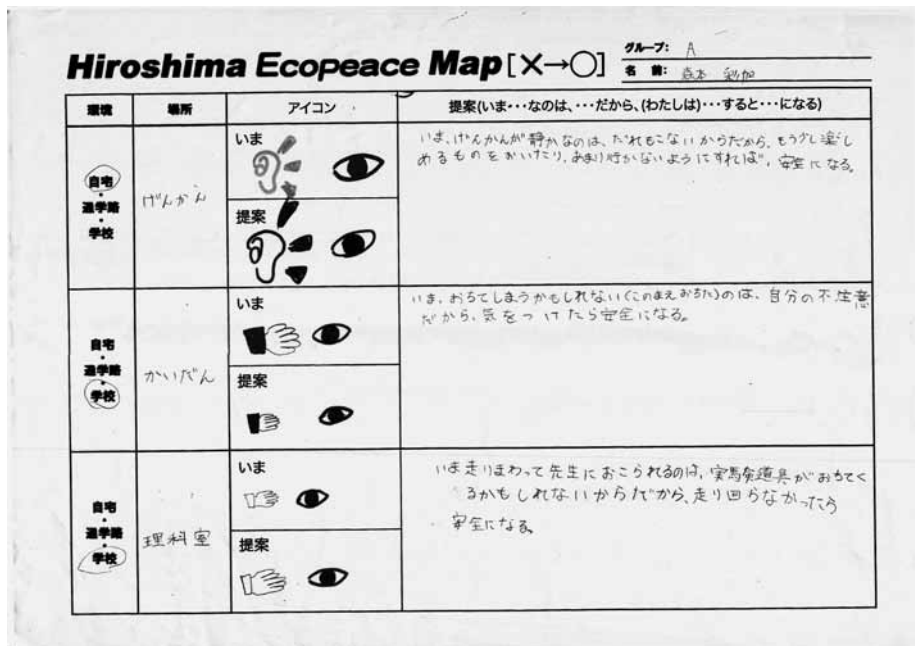 Hiroshima Ecopeace Map[×→○]
グループ: A
名 前: 森本 彩加
環境
場所
アイコン
提案(いま・・・なのは、・・・だから、(わたしは)・・・すると・・・になる)
自宅
・
通学路
・
学校
げんかん
いま
提案
いま、げんかんが静かなのは、だれもこないからだから、もう少し楽し
めるものをおいたり、あまり行かないようにすれば、安全になる。
自宅
・
通学路
・
学校
かいだん
いま
提案
いま、おちてしまうかもしれない(このまえおちた)のは、自分の不注意
だから、気をつけたら安全になる。
自宅
・
通学路
・
学校
理科室
いま
提案
いま走りまわって先生におこられるのは、実験道具がおちてく
るかもしれないからだから、走り回らなかったら
安全になる。